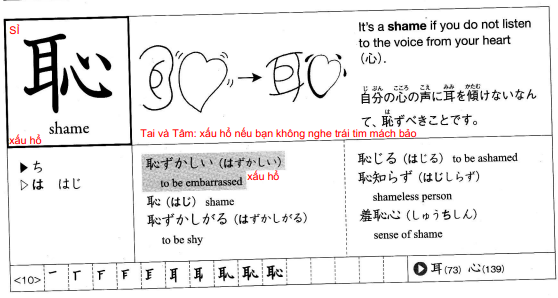 SỈ
恥
xấu hổ
shame
耳
Tai và Tâm: xấu hổ nếu bạn không nghe trái tim mách bảo
It's a shame if you do not listen
to the voice from your heart
(心).
じ ぶん こころ こえ みみ かたむ
自分の心の声に耳を傾けないなん
は
て、恥ずべきことです。
▶ ち
▷ は はじ
恥ずかしい（はずかしい）
to be embarrassed xấu hổ
恥（はじ）shame
恥ずかしがる（はずかしがる）
to be shy
恥じる（はじる）to be ashamed
恥知らず（はじしらず）
shameless person
羞恥心（しゅうちしん）
sense of shame
<10>
耳 (73) 心 (139)